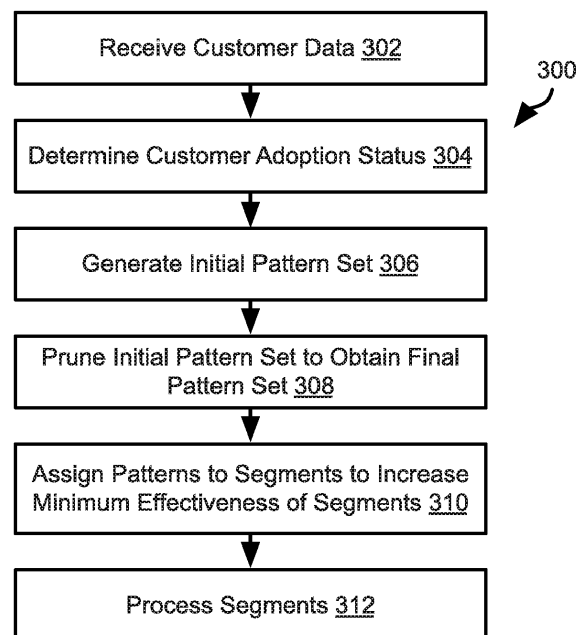 Receive Customer Data 302
300
Determine Customer Adoption Status 304
Generate Initial Pattern Set 306
Prune Initial Pattern Set to Obtain Final
Pattern Set 308
Assign Patterns to Segments to Increase
Minimum Effectiveness of Segments 310
Process Segments 312